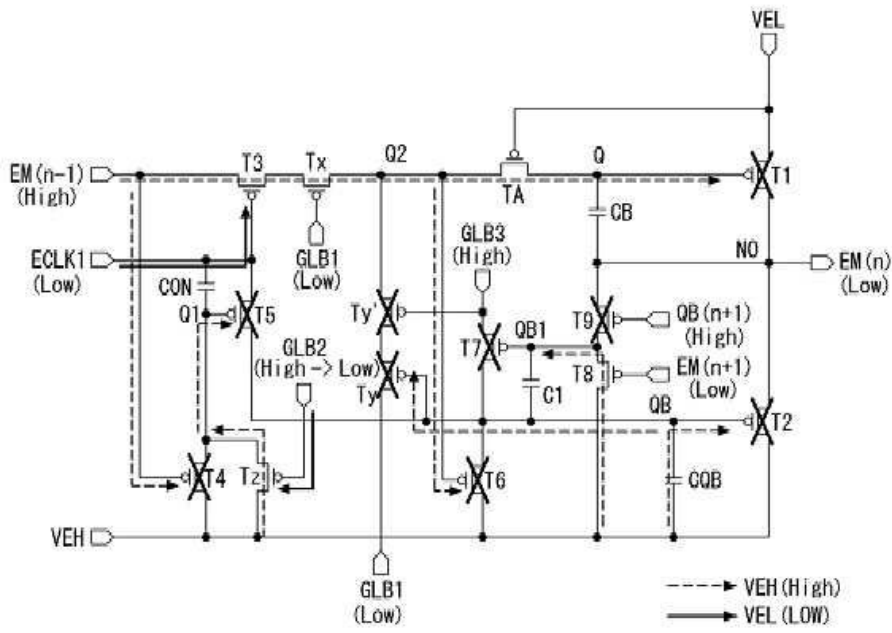 VEL
T3
Tx
Q2
Q
EM(n-1)
(High)
T1
TA
CB
GLB3
(High)
GLB1
(Low)
NO
EM(n)
(Low)
ECLK1
(Low)
CON
Q1
T5
Ty'
T9
QB(n+1)
(High)
GLB2
(High->Low)
QB1
T7
T8
EM(n+1)
(Low)
Ty
C1
QB
T2
T4
Tz
T6
CQB
VEH
GLB1
(Low)
VEH(High)
VEL(LOW)